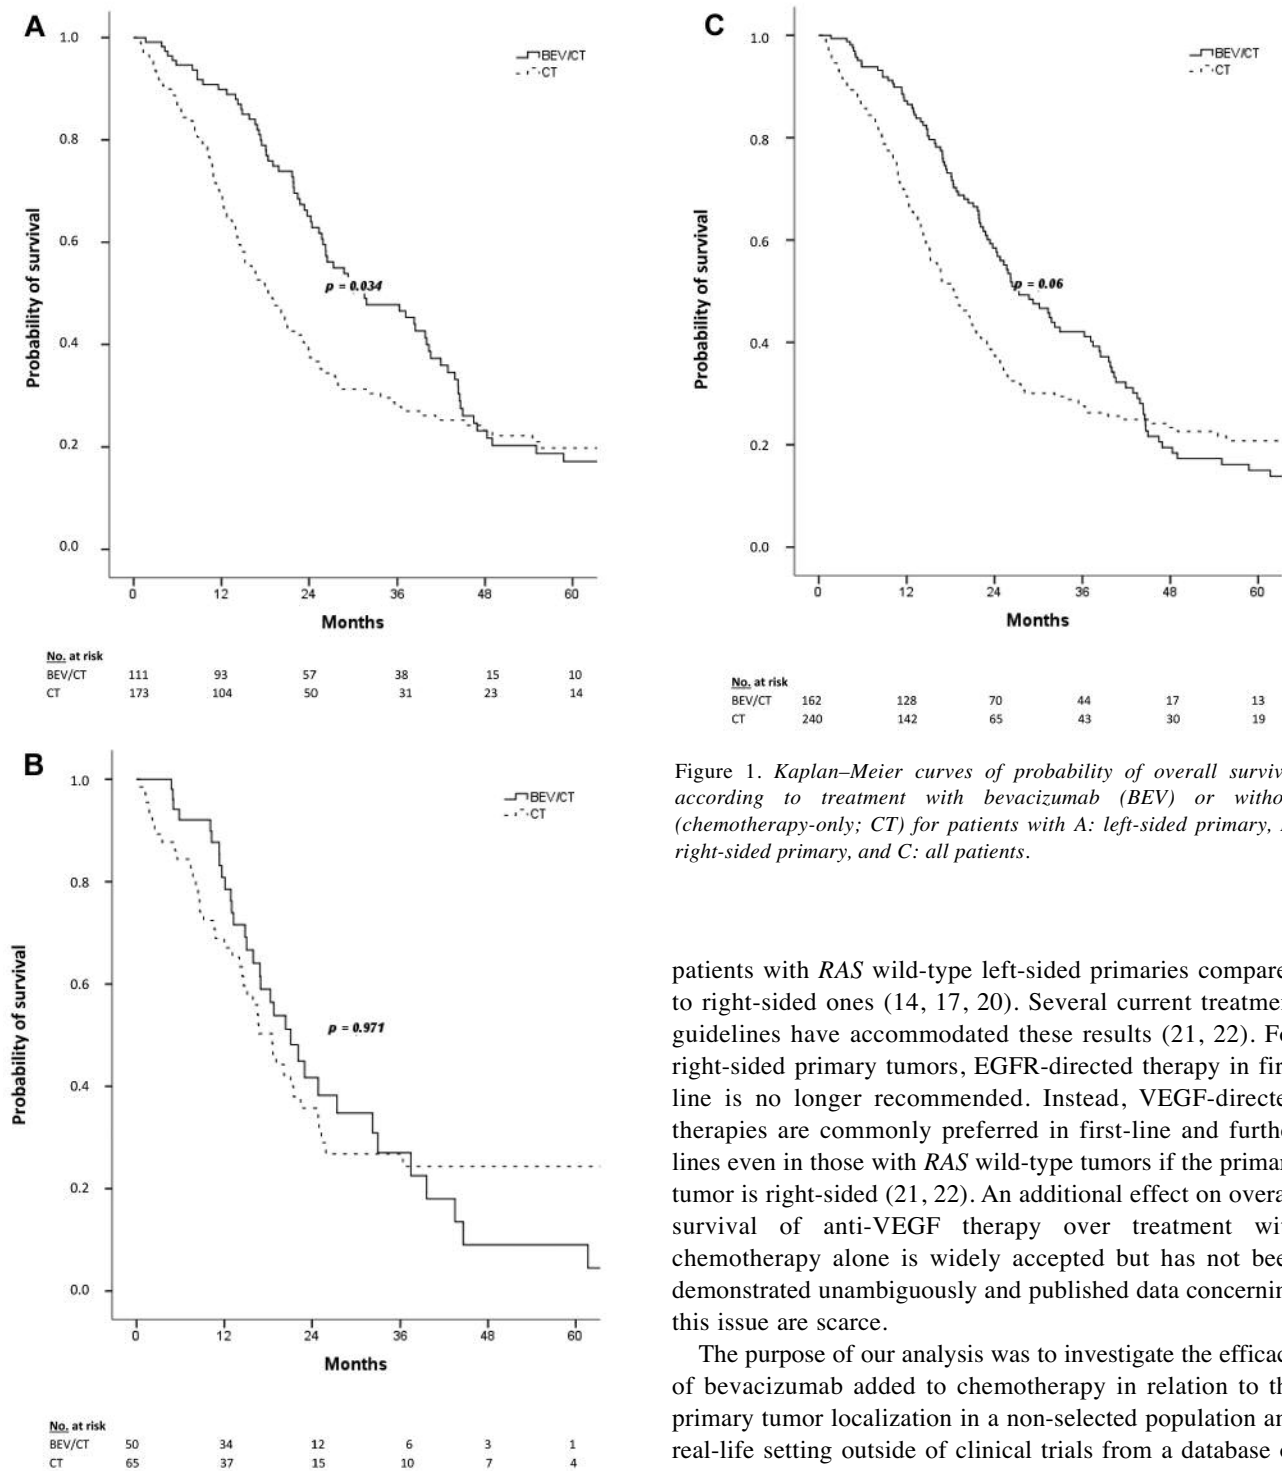 A
1.0
0.8
0.6
0.4
0.2
0.0
Probability of survival
BEV/CT
CT
p = 0.034
0 12 24 36 48 60
Months
No. at risk
BEV/CT 111 93 57 38 15 10
CT 173 104 50 31 23 14
B
1.0
0.8
0.6
0.4
0.2
0.0
Probability of survival
BEV/CT
CT
p = 0.971
0 12 24 36 48 60
Months
No. at risk
BEV/CT 50 34 12 6 3 1
CT 65 37 15 10 7 4
C
1.0
0.8
0.6
0.4
0.2
0.0
Probability of survival
BEV/CT
CT
p = 0.06
0 12 24 36 48 60
Months
No. at risk
BEV/CT 162 128 70 44 17 13
CT 240 142 65 43 30 19
Figure 1. Kaplan–Meier curves of probability of overall surviv
according to treatment with bevacizumab (BEV) or witho
(chemotherapy-only; CT) for patients with A: left-sided primary,
right-sided primary, and C: all patients.
patients with RAS wild-type left-sided primaries compare
to right-sided ones (14, 17, 20). Several current treatmen
guidelines have accommodated these results (21, 22). Fo
right-sided primary tumors, EGFR-directed therapy in fir
line is no longer recommended. Instead, VEGF-directe
therapies are commonly preferred in first-line and furthe
lines even in those with RAS wild-type tumors if the primar
tumor is right-sided (21, 22). An additional effect on overa
survival of anti-VEGF therapy over treatment wit
chemotherapy alone is widely accepted but has not bee
demonstrated unambiguously and published data concernin
this issue are scarce.
The purpose of our analysis was to investigate the efficac
of bevacizumab added to chemotherapy in relation to th
primary tumor localization in a non-selected population an
real-life setting outside of clinical trials from a database o